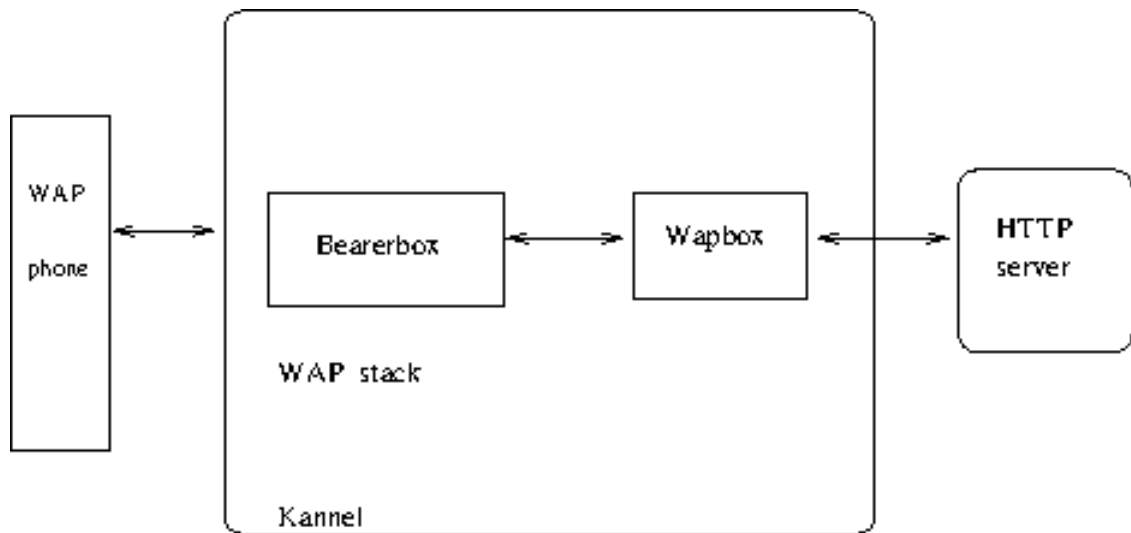 WAP
phone
Bearerbox
Wapbox
HTTP
server
WAP stack
Kannel